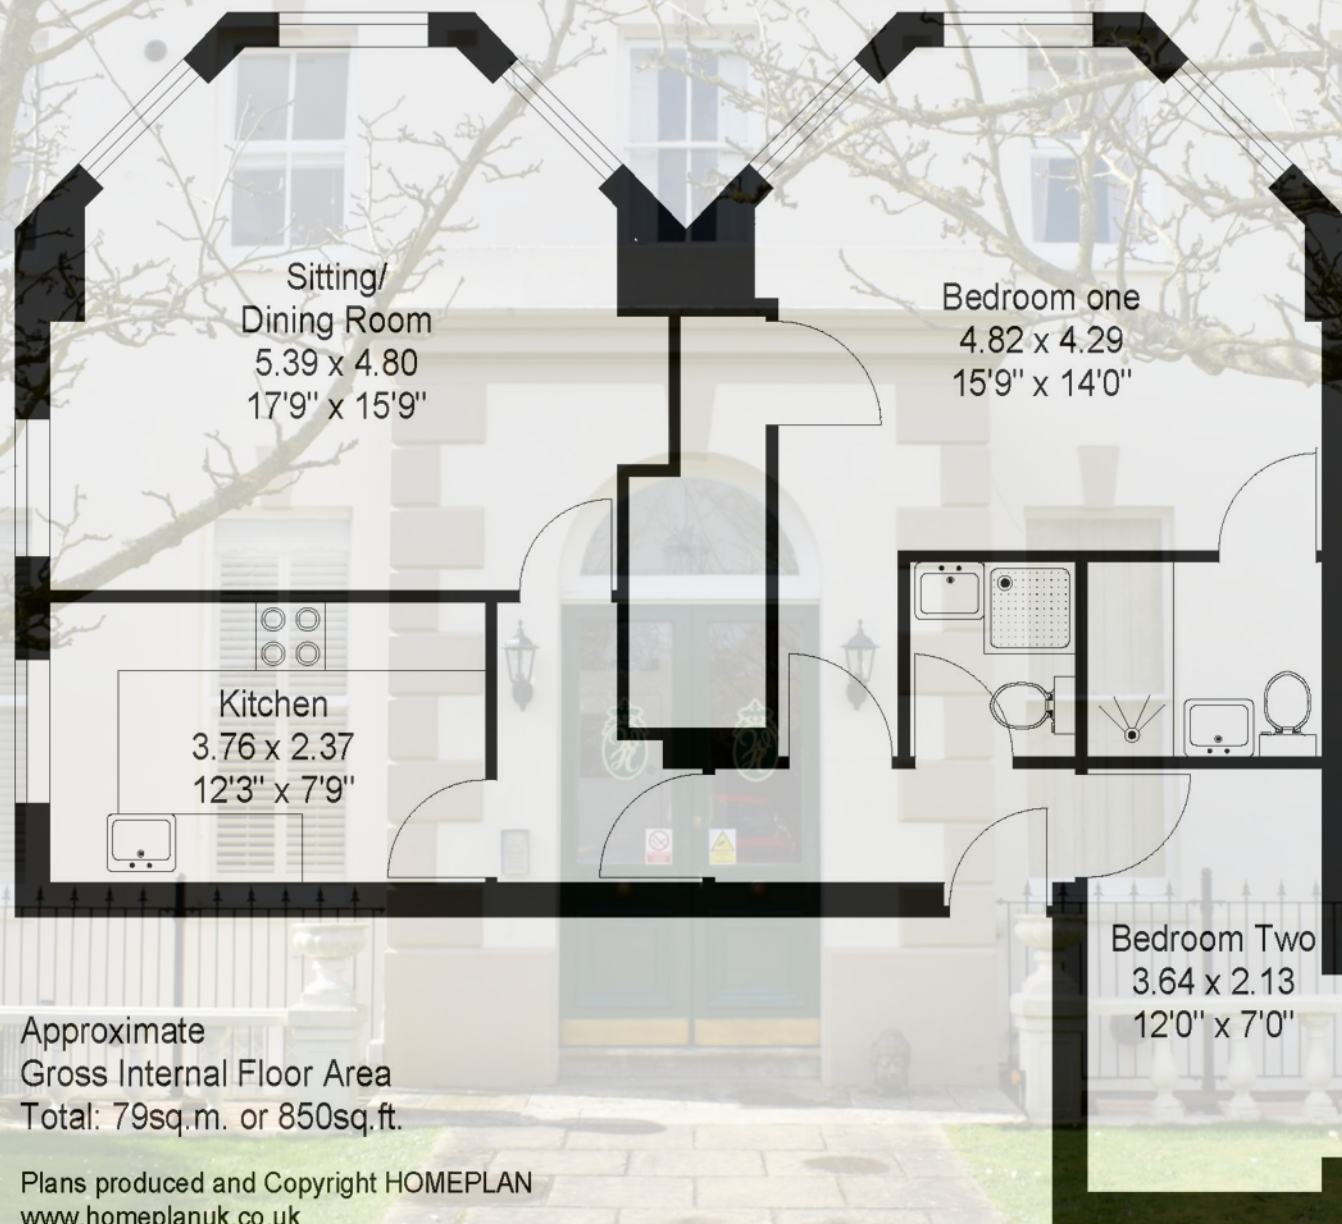 Sitting/
Dining Room
5.39 x 4.80
17'9" x 15'9"
Bedroom one
4.82 x 4.29
15'9" x 14'0"
Kitchen
3.76 x 2.37
12'3" x 7'9"
Bedroom Two
3.64 x 2.13
12'0" x 7'0"
Approximate
Gross Internal Floor Area
Total: 79sq.m. or 850sq.ft.
Plans produced and Copyright HOMEPLAN
www.homeplanuk.co.uk